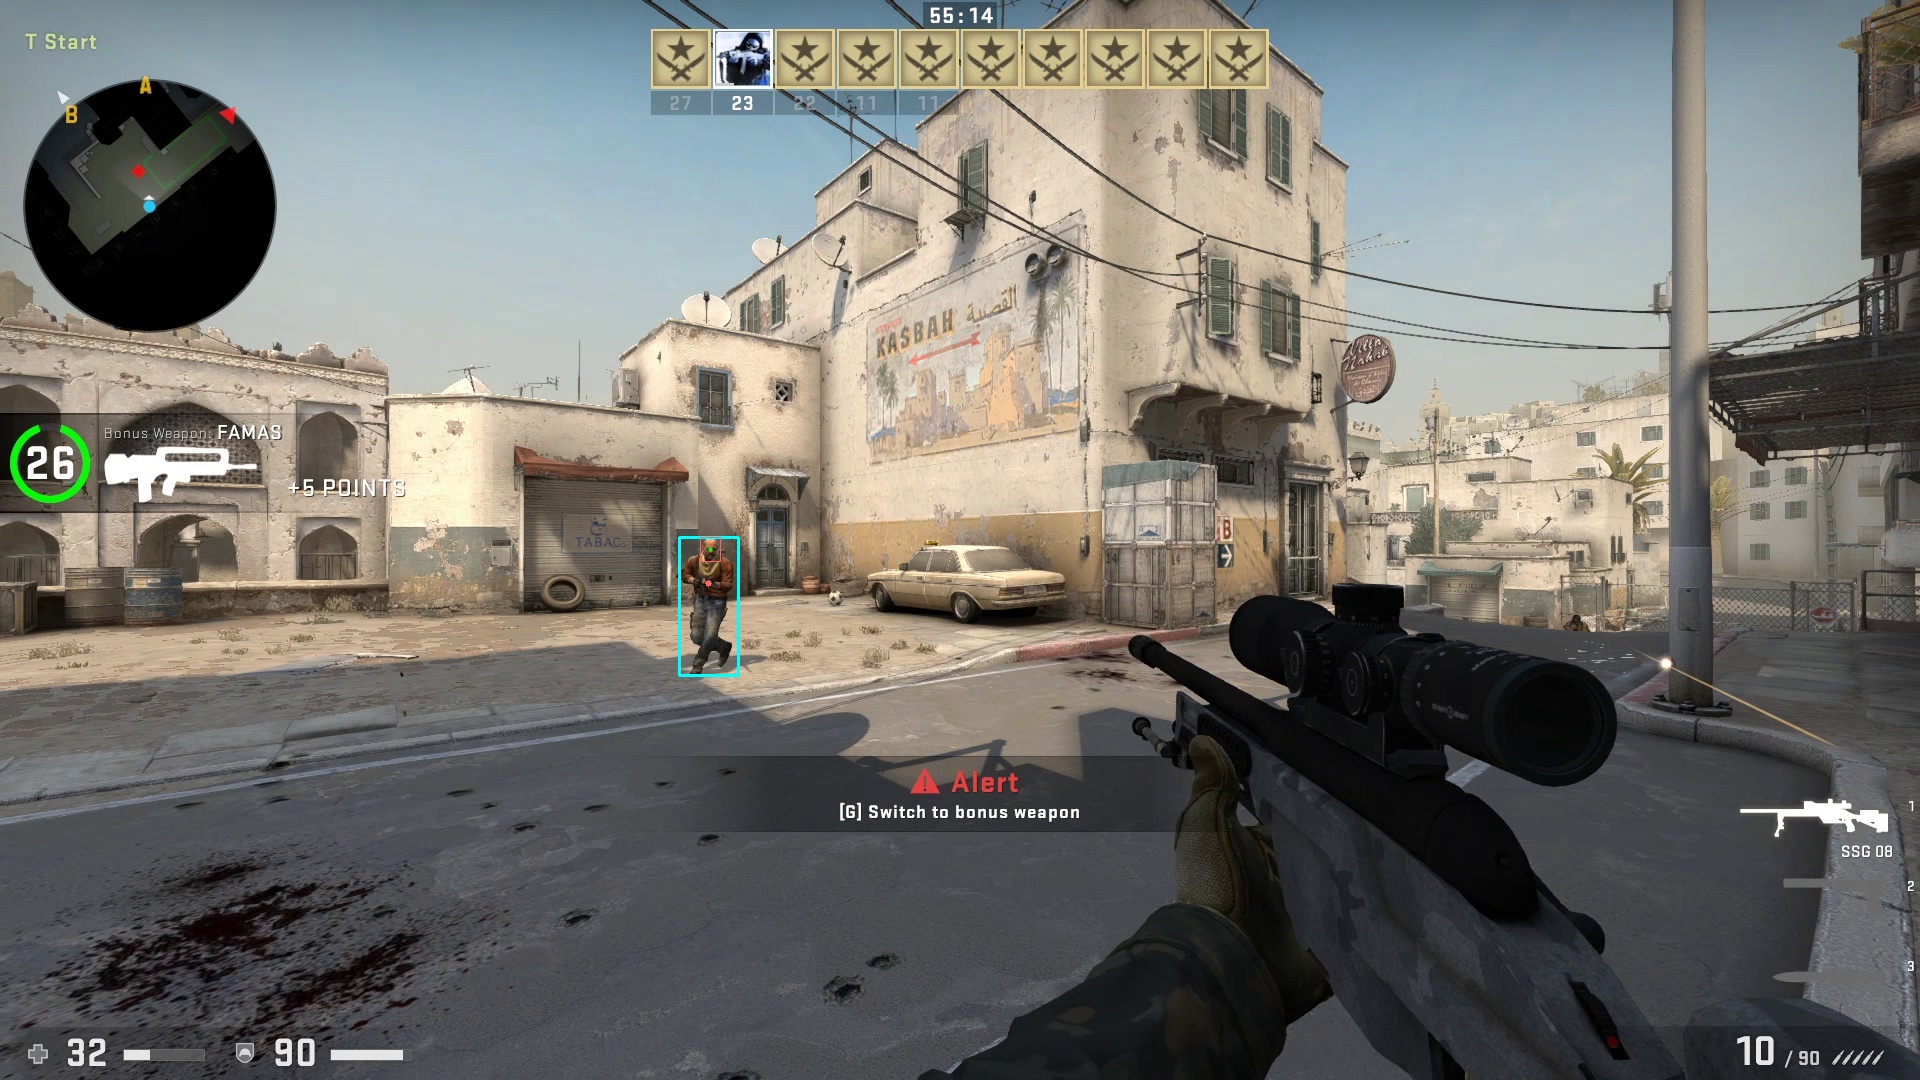 55:14
T Start
A
B
27
23
22
11
11
KASBAH القصبة
Bonus Weapon: FAMAS
26
+5 POINTS
TABAC
B
Alert
[G] Switch to bonus weapon
1
SSG 08
2
3
32
90
10 / 90